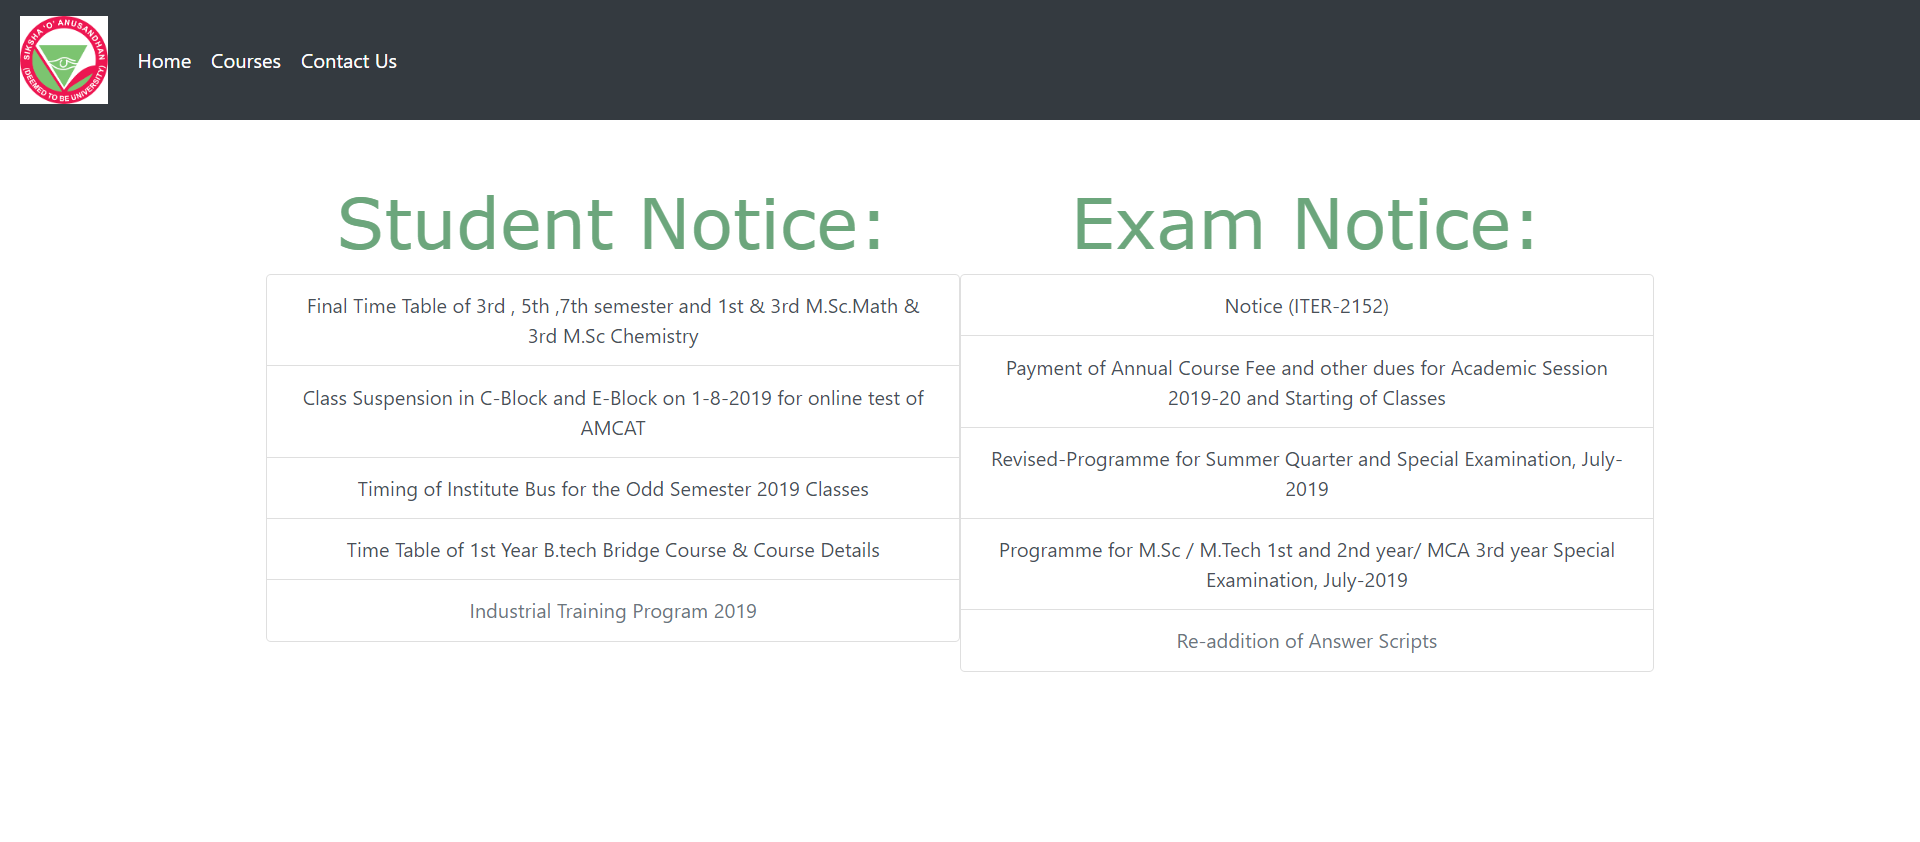 SIKSHA 'O' ANUSANDHAN
(DEEMED TO BE UNIVERSITY)
Home
Courses
Contact Us
Student Notice:
Final Time Table of 3rd , 5th ,7th semester and 1st & 3rd M.Sc.Math &
3rd M.Sc Chemistry
Class Suspension in C-Block and E-Block on 1-8-2019 for online test of
AMCAT
Timing of Institute Bus for the Odd Semester 2019 Classes
Time Table of 1st Year B.tech Bridge Course & Course Details
Industrial Training Program 2019
Exam Notice:
Notice (ITER-2152)
Payment of Annual Course Fee and other dues for Academic Session
2019-20 and Starting of Classes
Revised-Programme for Summer Quarter and Special Examination, July-
2019
Programme for M.Sc / M.Tech 1st and 2nd year/ MCA 3rd year Special
Examination, July-2019
Re-addition of Answer Scripts